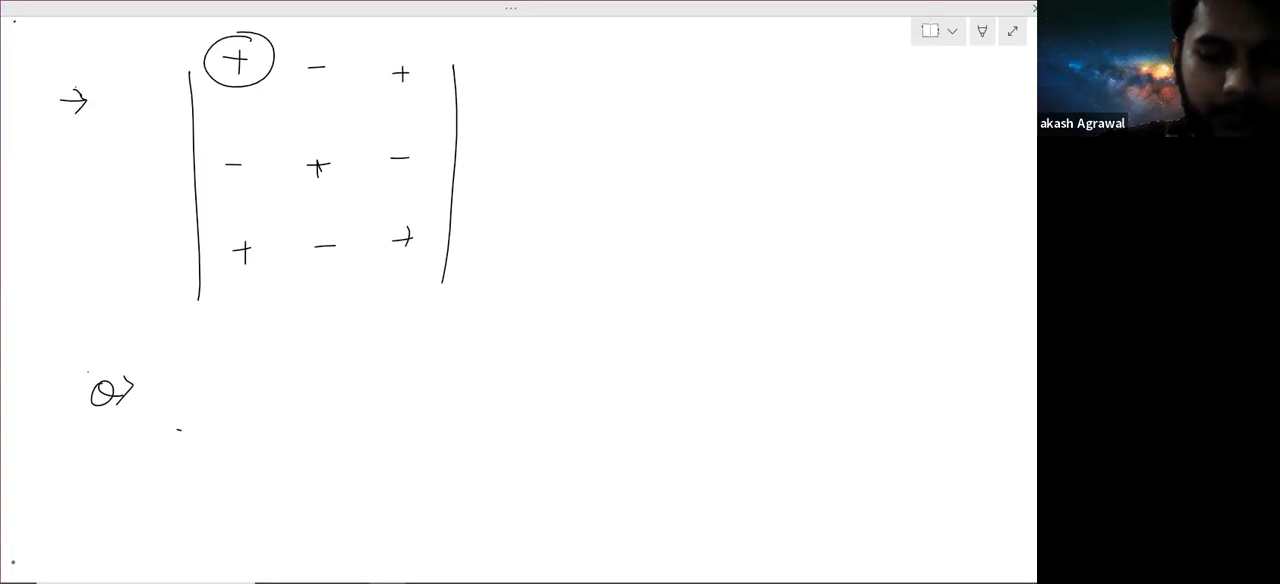 ...
+ - +
→
- + -
+ - +
Q>
akash Agrawal